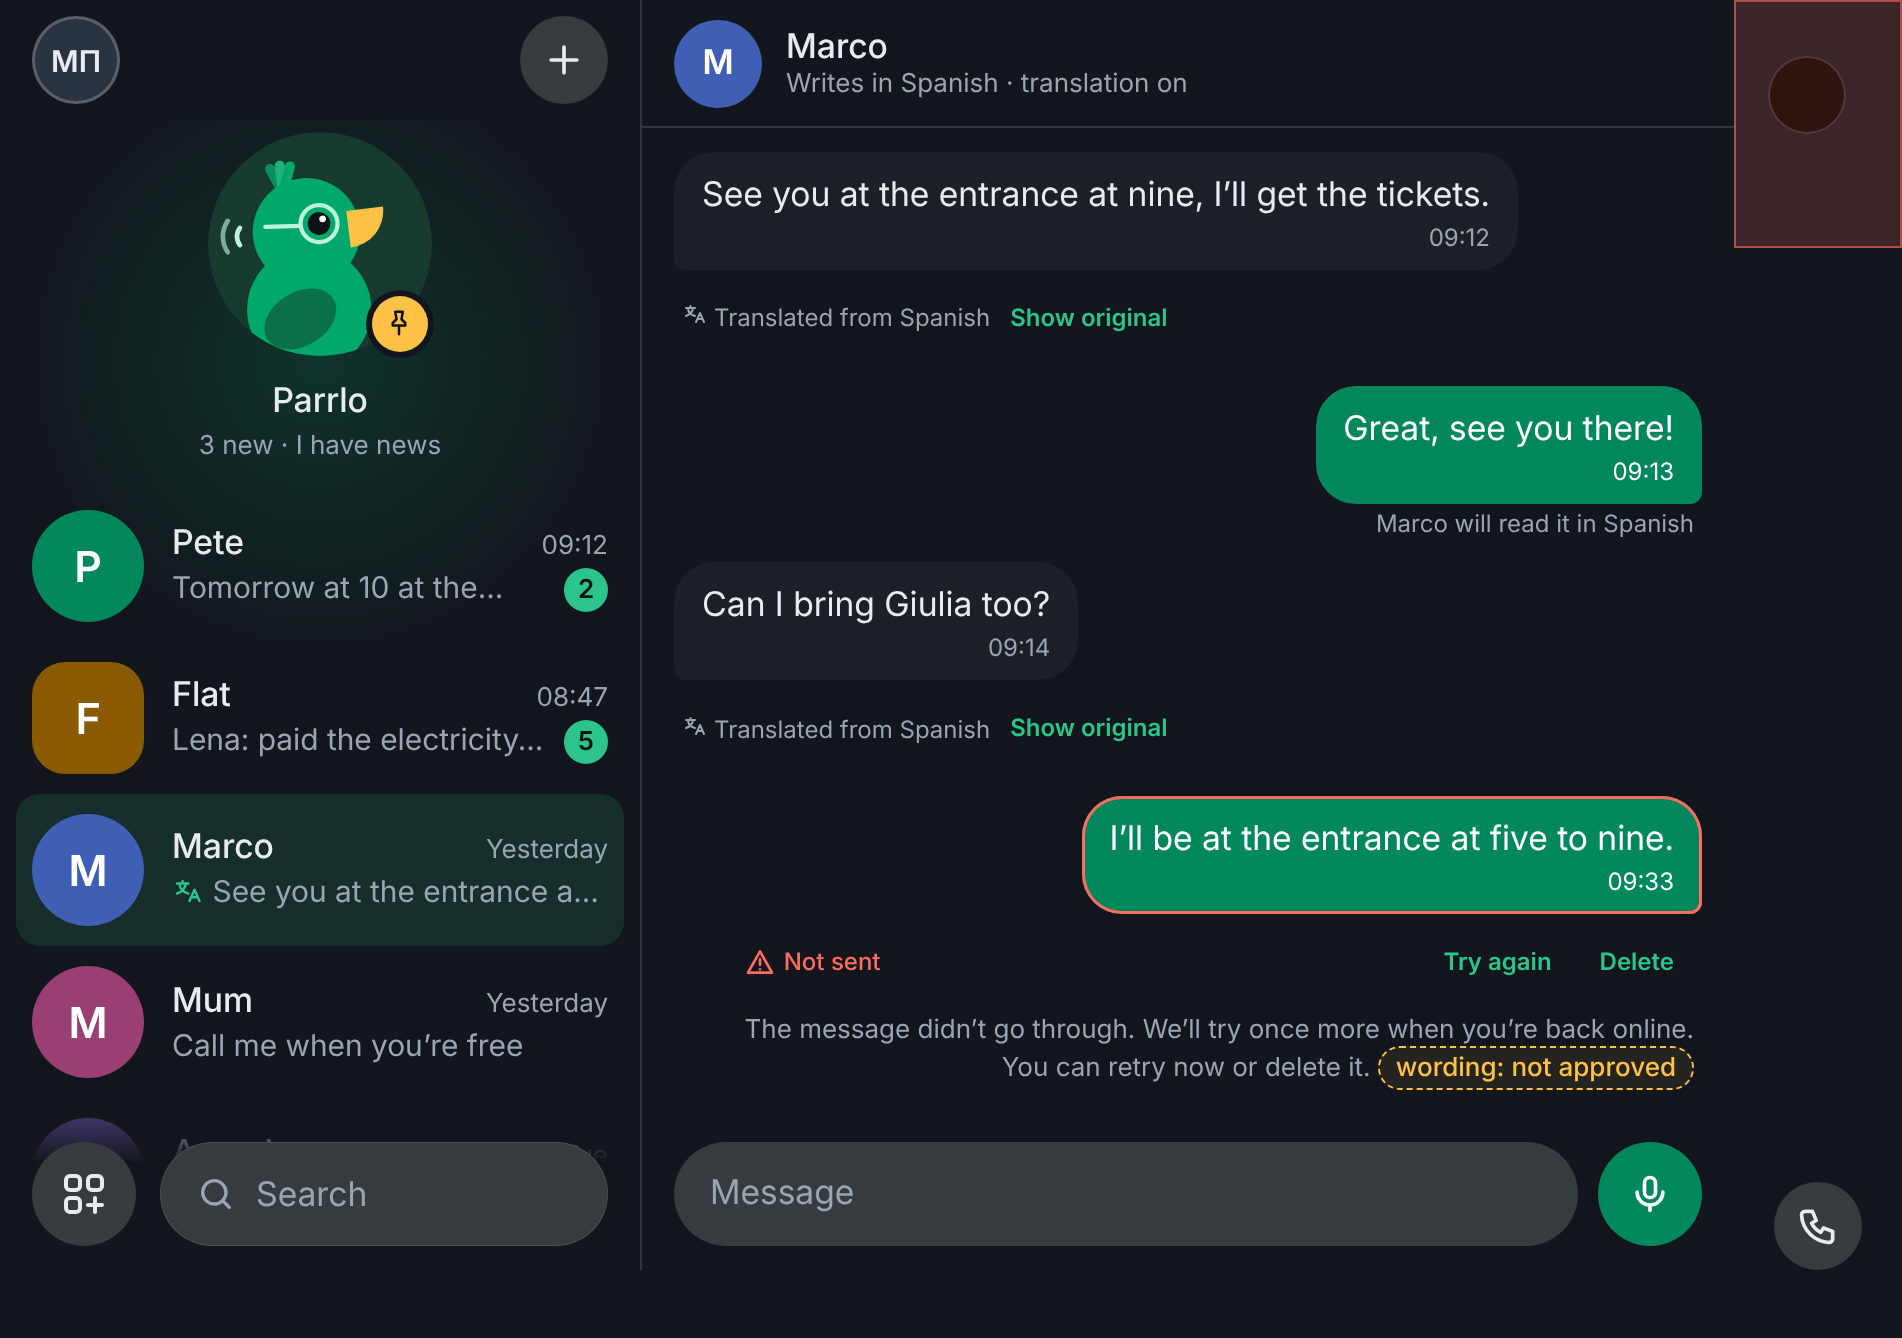 МП
Parrlo
3 new · I have news
P
Pete
09:12
Tomorrow at 10 at the...
2
F
Flat
08:47
Lena: paid the electricity...
5
M
Marco
Yesterday
See you at the entrance a...
M
Mum
Yesterday
Call me when you’re free
Search
M
Marco
Writes in Spanish · translation on
See you at the entrance at nine, I’ll get the tickets.
09:12
Translated from Spanish Show original
Great, see you there!
09:13
Marco will read it in Spanish
Can I bring Giulia too?
09:14
Translated from Spanish Show original
I’ll be at the entrance at five to nine.
09:33
Not sent Try again Delete
The message didn’t go through. We’ll try once more when you’re back online.
You can retry now or delete it. wording: not approved
Message